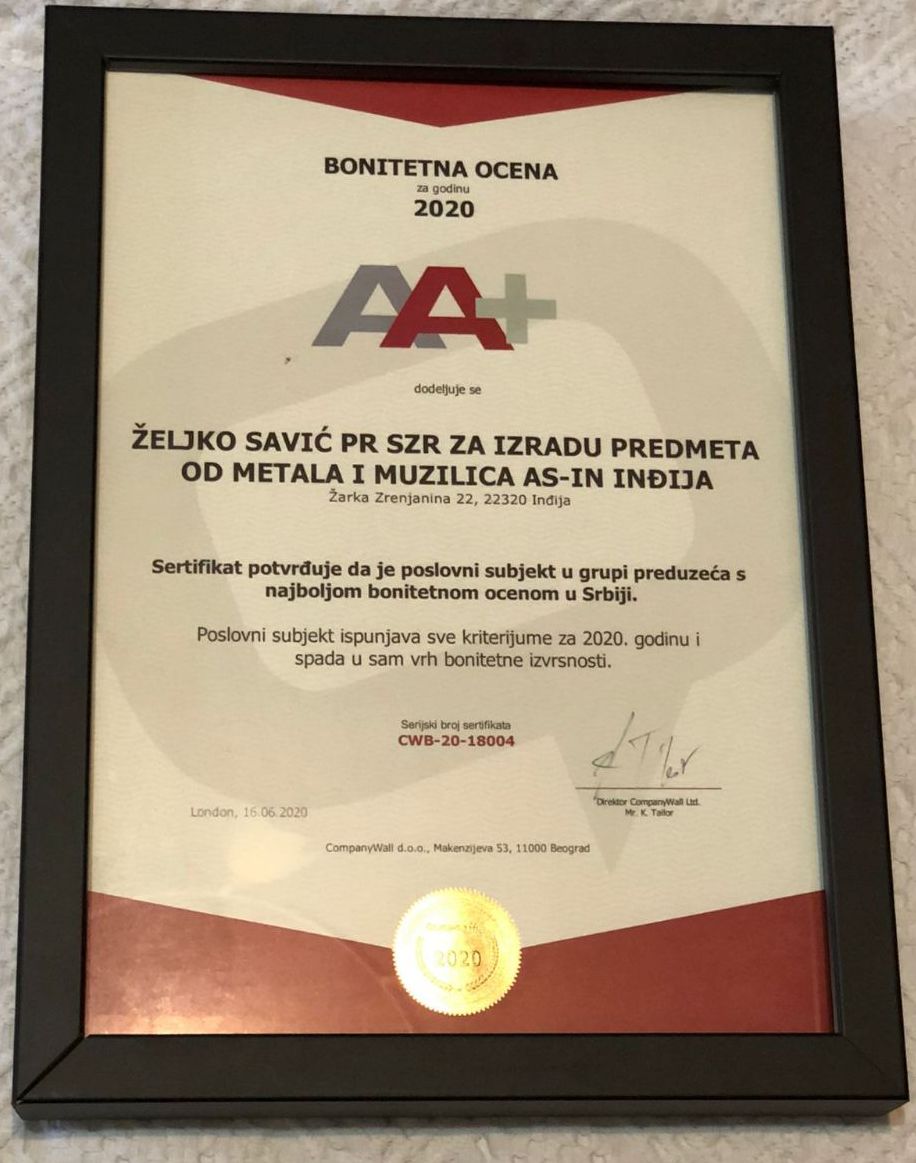 BONITETNA OCENA
za godinu
2020
AA+
dodeljuje se
ŽELJKO SAVIĆ PR SZR ZA IZRADU PREDMETA
OD METALA I MUZILICA AS-IN INĐIJA
Žarka Zrenjanina 22, 22320 Inđija
Sertifikat potvrđuje da je poslovni subjekt u grupi preduzeća s
najboljom bonitetnom ocenom u Srbiji.
Poslovni subjekt ispunjava sve kriterijume za 2020. godinu i
spada u sam vrh bonitetne izvrsnosti.
Serijski broj sertifikata
CWB-20-18004
Direktor CompanyWall Ltd.
Mr. K. Tailor
London, 16.06.2020
CompanyWall d.o.o., Makenzijeva 53, 11000 Beograd
2020